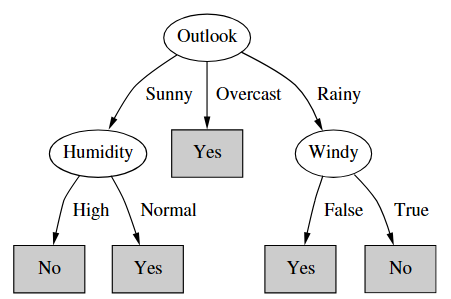 Outlook
Sunny Overcast Rainy
Humidity Yes Windy
High Normal False True
No Yes Yes No